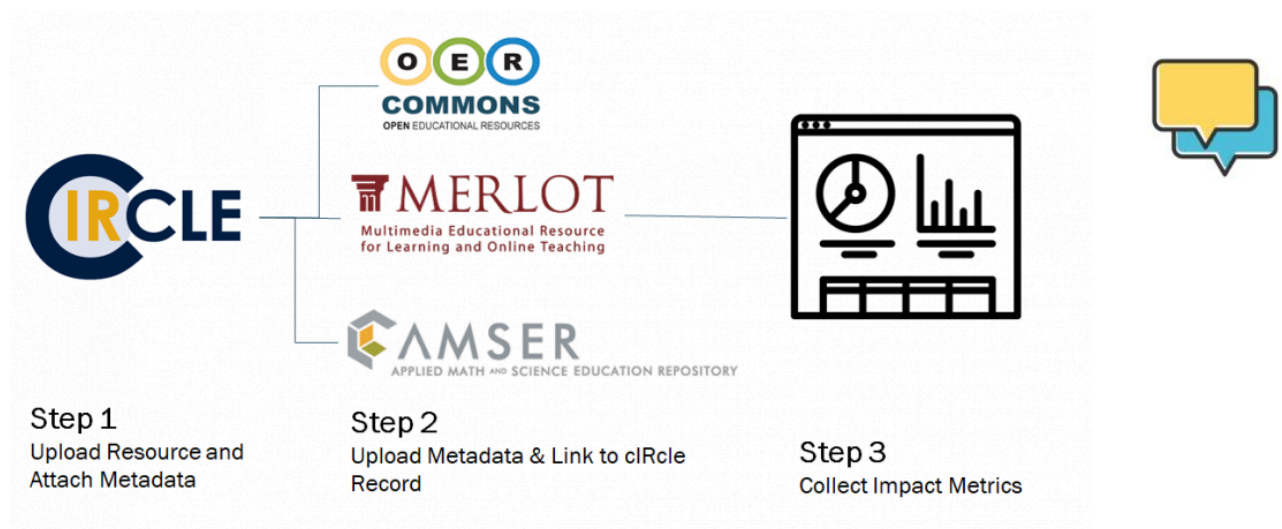 OER
COMMONS
OPEN EDUCATIONAL RESOURCES
CIRCLE
MERLOT
Multimedia Educational Resource
for Learning and Online Teaching
AMSER
APPLIED MATH AND SCIENCE EDUCATION REPOSITORY
Step 1
Upload Resource and
Attach Metadata
Step 2
Upload Metadata & Link to cIRcle
Record
Step 3
Collect Impact Metrics